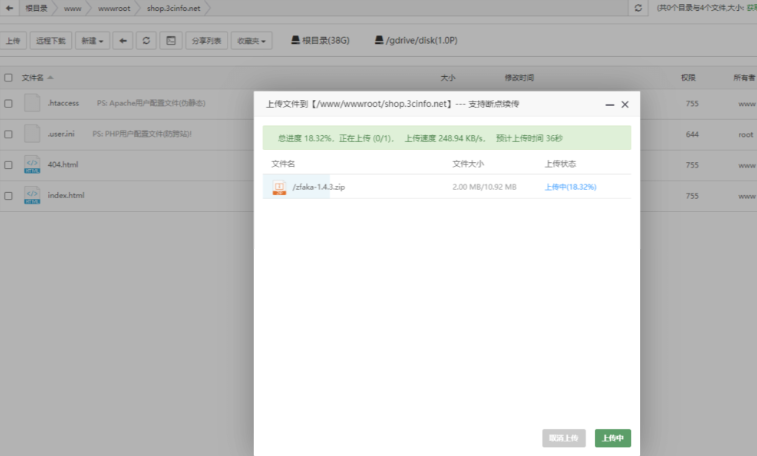 根目录 www wwwroot shop.3cinfo.net (共0个目录与4个文件,大小: 获
上传 远程下载 新建 分享列表 收藏夹 根目录(38G) /gdrive/disk(1.0P)
文件名 大小 修改时间 权限 所有者
.htaccess PS: Apache用户配置文件(伪静态) 755 www
.user.ini PS: PHP用户配置文件(防跨站)! 644 root
404.html 755 www
index.html 755 www
上传文件到【/www/wwwroot/shop.3cinfo.net】--- 支持断点续传
总进度 18.32%, 正在上传 (0/1), 上传速度 248.94 KB/s, 预计上传时间 36秒
文件名 文件大小 上传状态
/zfaka-1.4.3.zip 2.00 MB/10.92 MB 上传中(18.32%)
取消上传 上传中